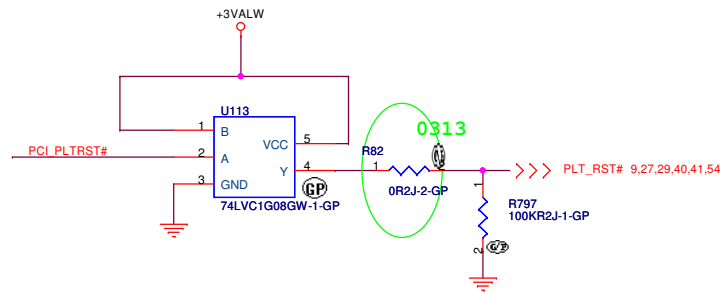 +3VALW
U113
1 B
VCC 5
PCI_PLTRST# 2 A
Y 4
3 GND
GP
74LVC1G08GW-1-GP
0313
R82
1
0R2J-2-GP
PLT_RST# 9,27,29,40,41,54
1
R797
100KR2J-1-GP
2